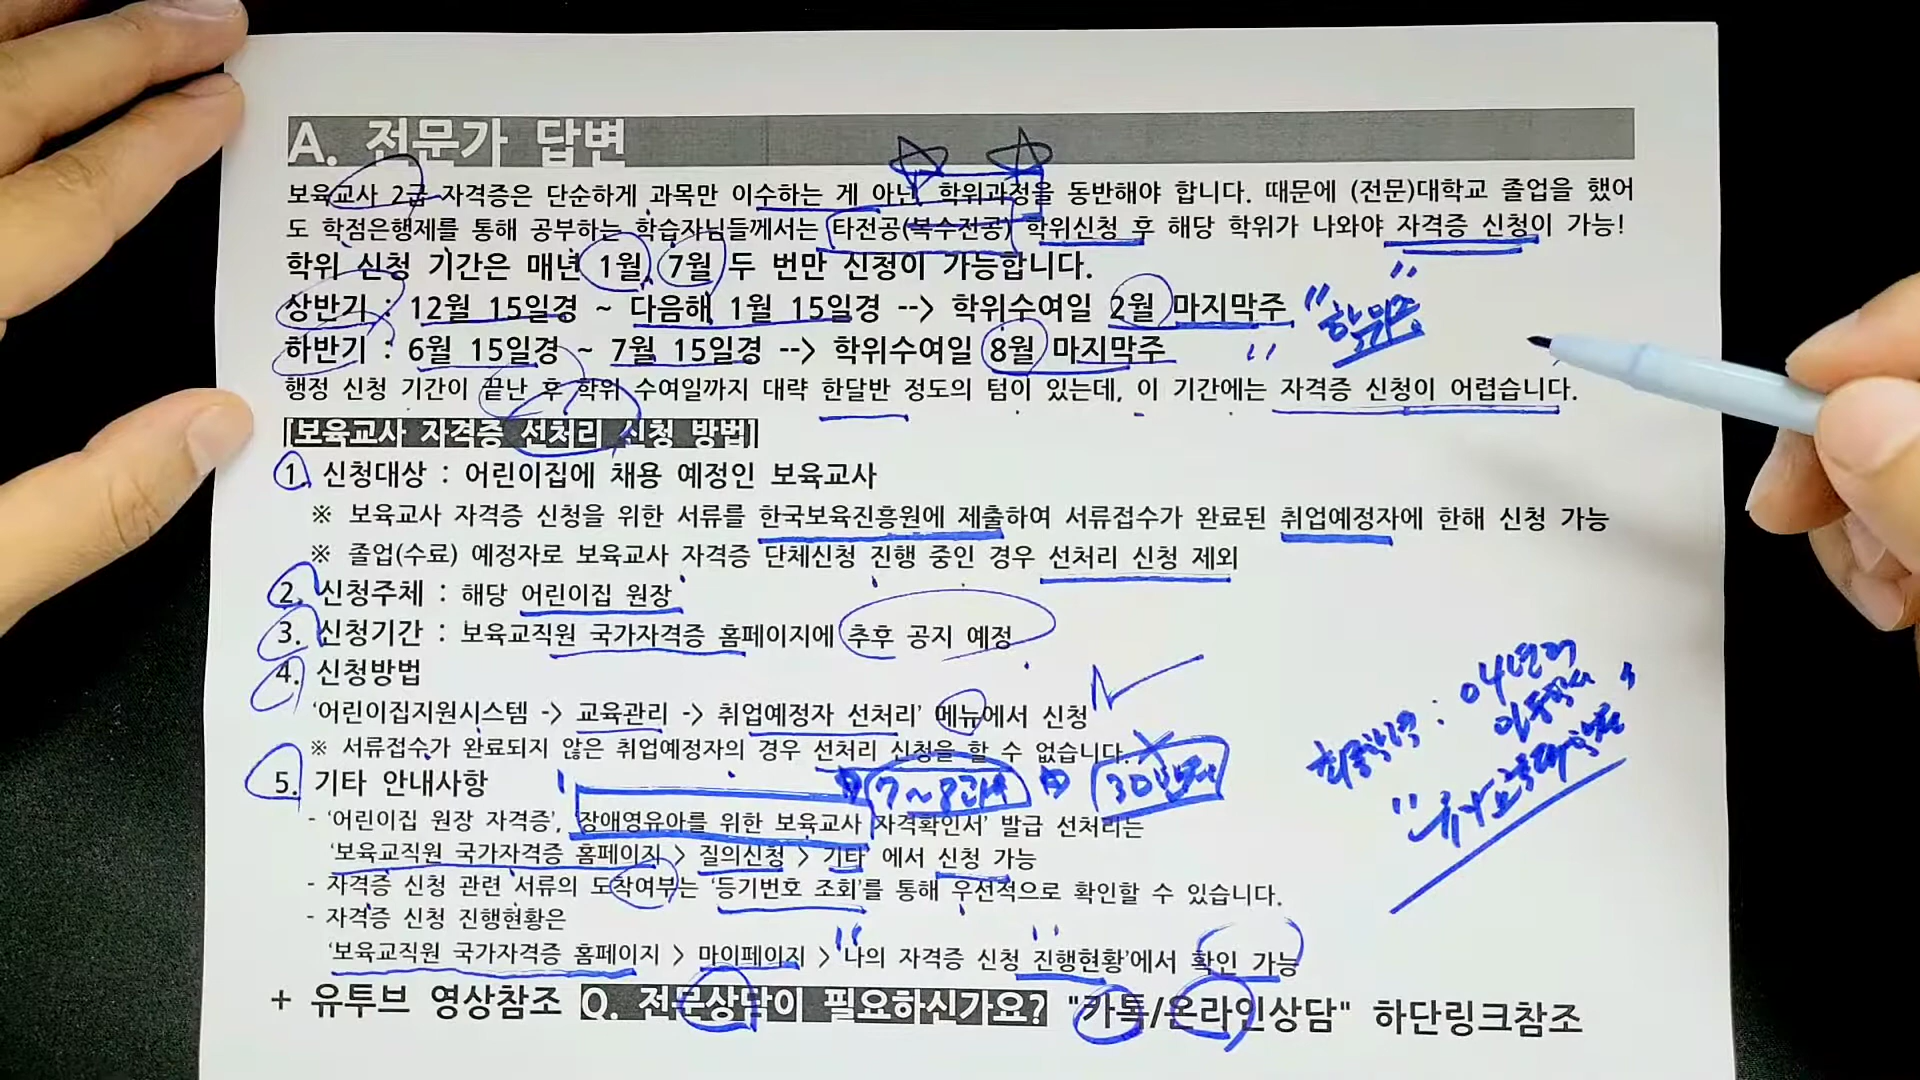 A. 전문가 답변
보육교사 2급 자격증은 단순하게 과목만 이수하는 게 아닌, 학위과정을 동반해야 합니다. 때문에 (전문)대학교 졸업을 했어
도 학점은행제를 통해 공부하는 학습자님들께서는 타전공(복수전공) 학위신청 후 해당 학위가 나와야 자격증 신청이 가능!
학위 신청 기간은 매년 1월, 7월 두 번만 신청이 가능합니다.
상반기 : 12월 15일경 ~ 다음해 1월 15일경 --> 학위수여일 2월 마지막주
하반기 : 6월 15일경 ~ 7월 15일경 --> 학위수여일 8월 마지막주
행정 신청 기간이 끝난 후 학위 수여일까지 대략 한달반 정도의 텀이 있는데, 이 기간에는 자격증 신청이 어렵습니다.
[보육교사 자격증 선처리 신청 방법]
1. 신청대상 : 어린이집에 채용 예정인 보육교사
※ 보육교사 자격증 신청을 위한 서류를 한국보육진흥원에 제출하여 서류접수가 완료된 취업예정자에 한해 신청 가능
※ 졸업(수료) 예정자로 보육교사 자격증 단체신청 진행 중인 경우 선처리 신청 제외
2. 신청주체 : 해당 어린이집 원장
3. 신청기간 : 보육교직원 국가자격증 홈페이지에 추후 공지 예정
4. 신청방법
'어린이집지원시스템 -> 교육관리 -> 취업예정자 선처리' 메뉴에서 신청
※ 서류접수가 완료되지 않은 취업예정자의 경우 선처리 신청을 할 수 없습니다.
7~8과목
최종학력 : 04년제
5. 기타 안내사항
- '어린이집 원장 자격증', 장애영유아를 위한 보육교사 자격확인서' 발급 선처리는
'보육교직원 국가자격증 홈페이지 > 질의신청 > 기타' 에서 신청 가능
- 자격증 신청 관련 서류의 도착여부는 '등기번호 조회'를 통해 우선적으로 확인할 수 있습니다.
- 자격증 신청 진행현황은
'보육교직원 국가자격증 홈페이지 > 마이페이지 > 나의 자격증 신청 진행현황'에서 확인 가능
+ 유투브 영상참조 Q. 전문상담이 필요하신가요? "카톡/온라인상담" 하단링크참조